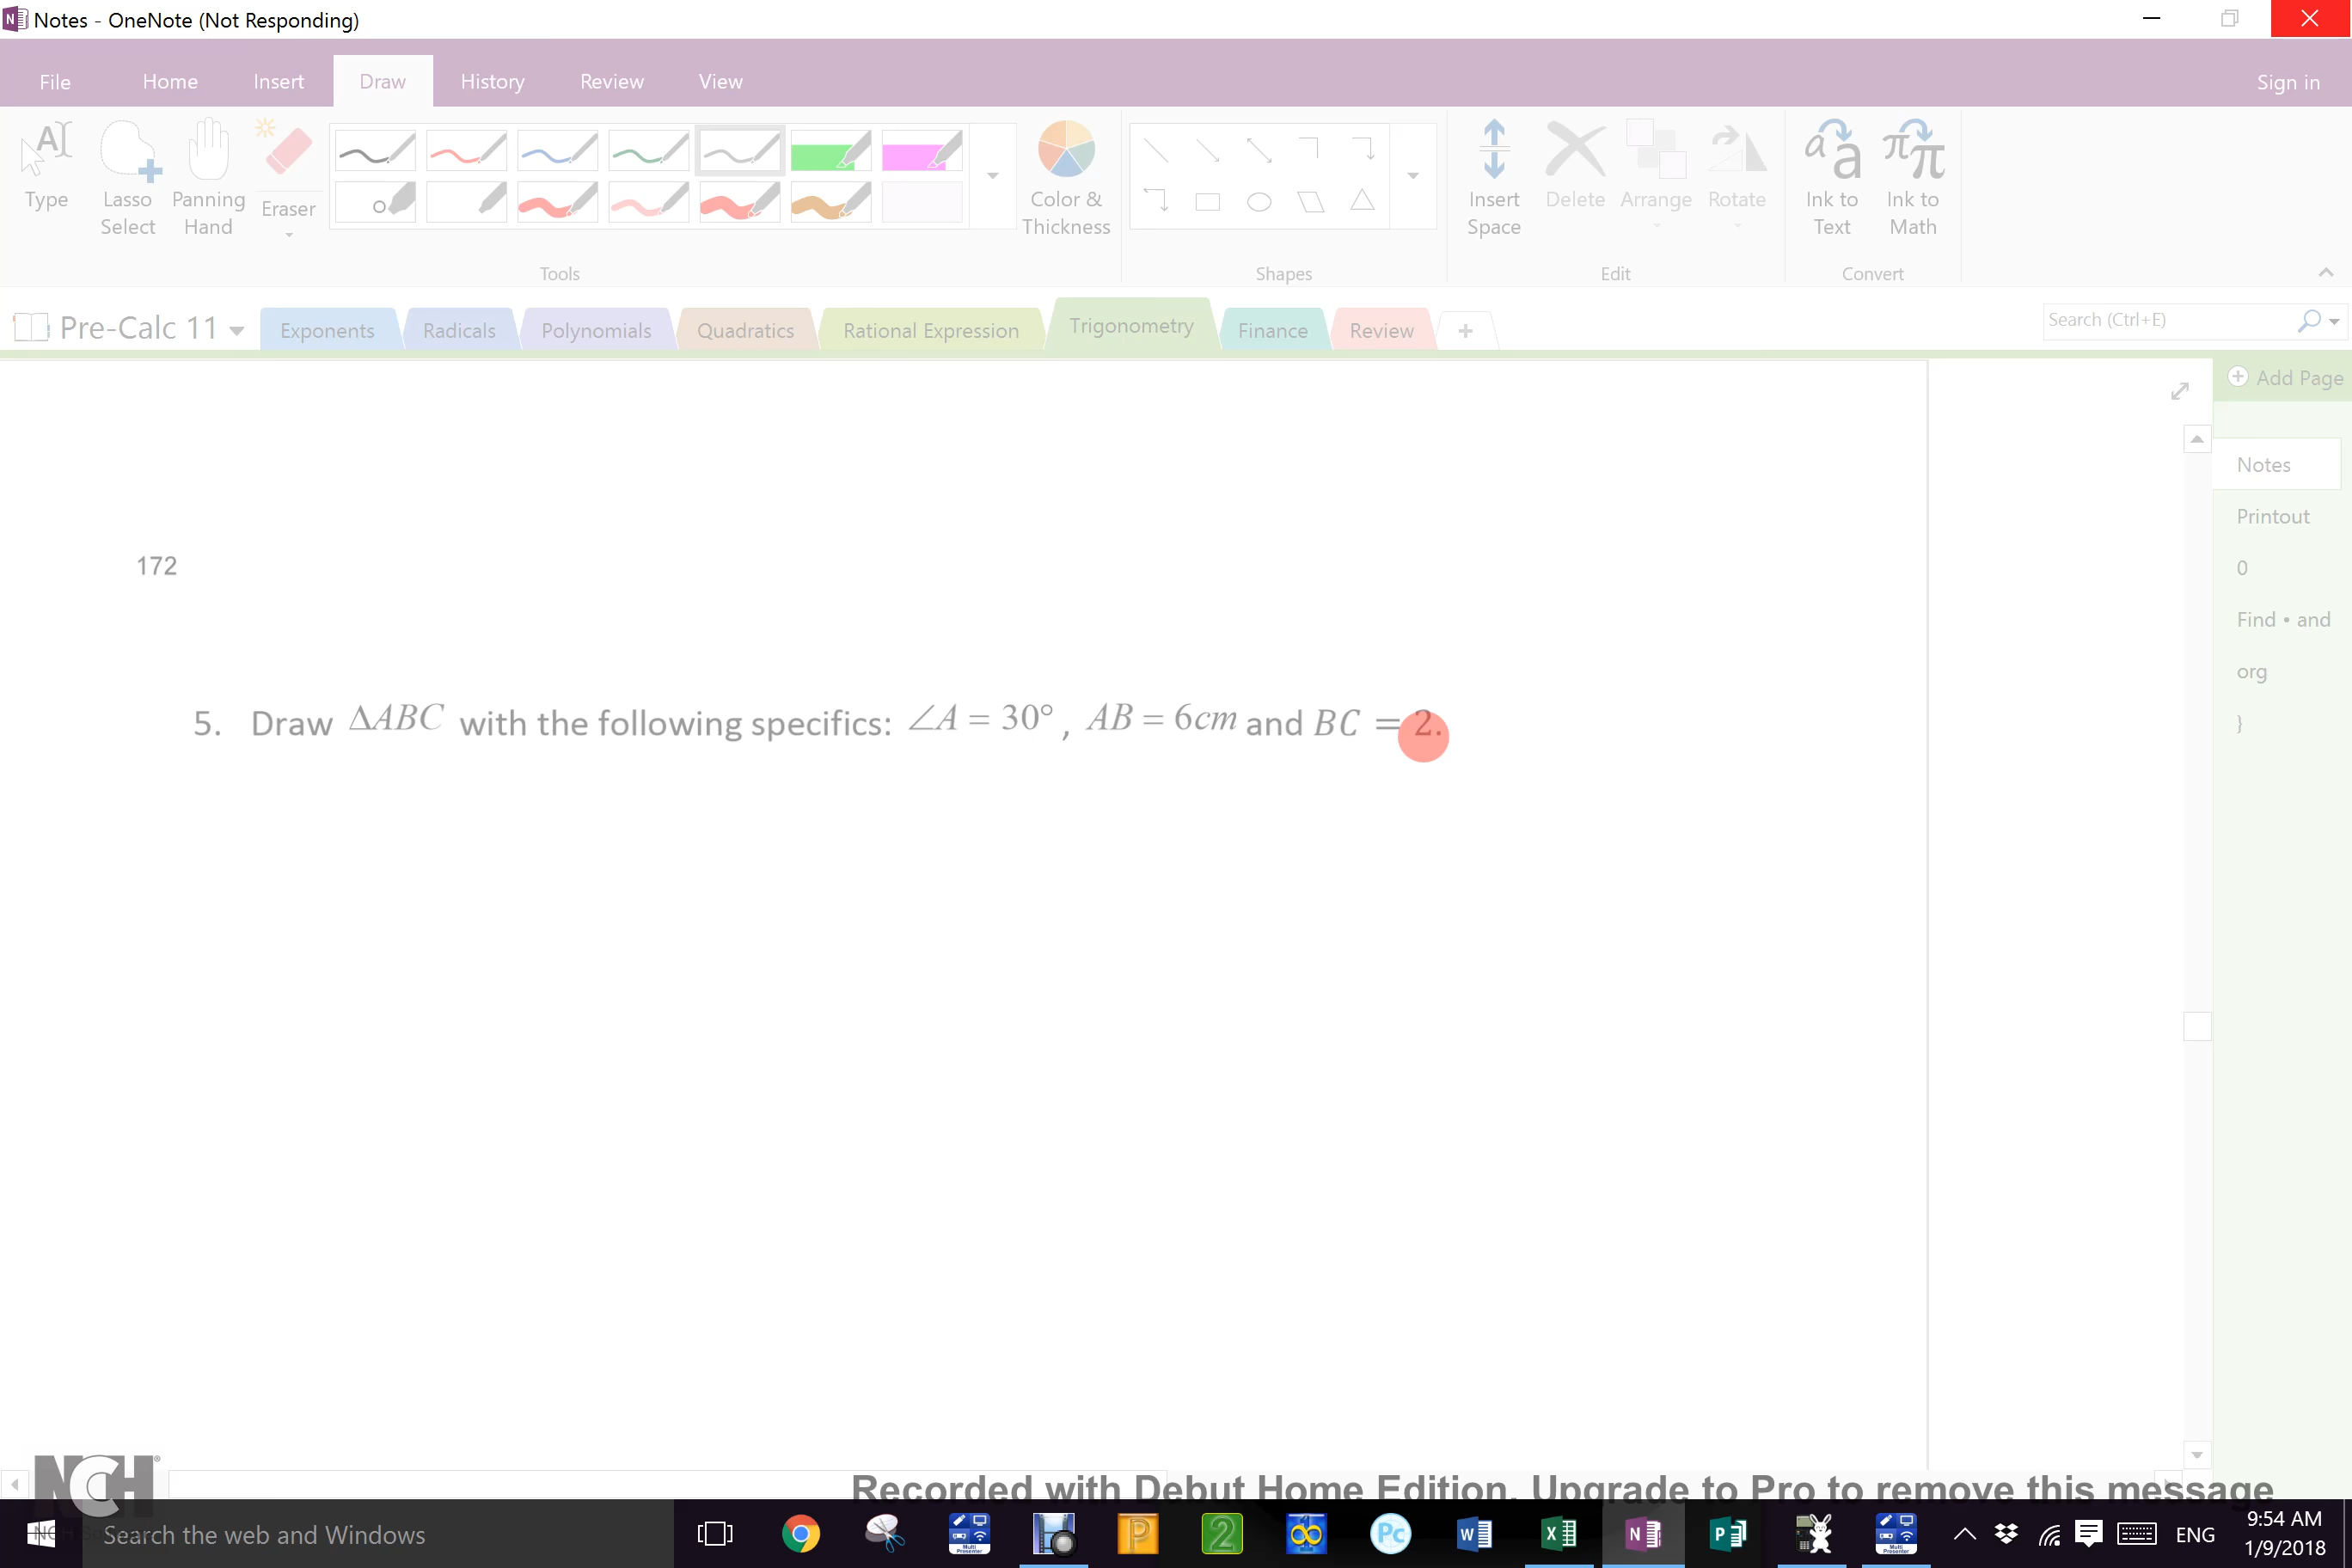 Notes - OneNote (Not Responding)
File Home Insert Draw History Review View Sign in
Type Lasso Select Panning Hand Eraser Color & Thickness Insert Space Delete Arrange Rotate Ink to Text Ink to Math
Tools Shapes Edit Convert
Pre-Calc 11 Exponents Radicals Polynomials Quadratics Rational Expression Trigonometry Finance Review Search (Ctrl+E)
Add Page
Notes
Printout
0
Find • and
org
}
172
5. Draw ΔABC with the following specifics: ∠A = 30°, AB = 6cm and BC = 2.
NCH
Recorded with Debut Home Edition. Upgrade to Pro to remove this message
Search the web and Windows
ENG
9:54 AM
1/9/2018